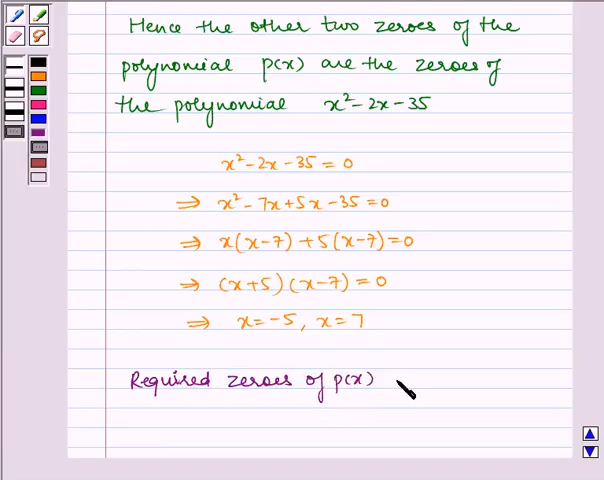 Hence the other two zeroes of the
polynomial p(x) are the zeroes of
the polynomial x² - 2x - 35
x² - 2x - 35 = 0
⇒ x² - 7x + 5x - 35 = 0
⇒ x(x - 7) + 5(x - 7) = 0
⇒ (x + 5)(x - 7) = 0
⇒ x = -5, x = 7
Required zeroes of p(x)